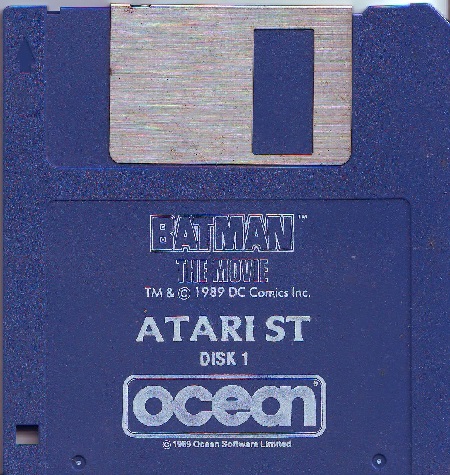 BATMAN™
THE MOVIE
TM & © 1989 DC Comics Inc.
ATARI ST
DISK 1
ocean®
© 1989 Ocean Software Limited